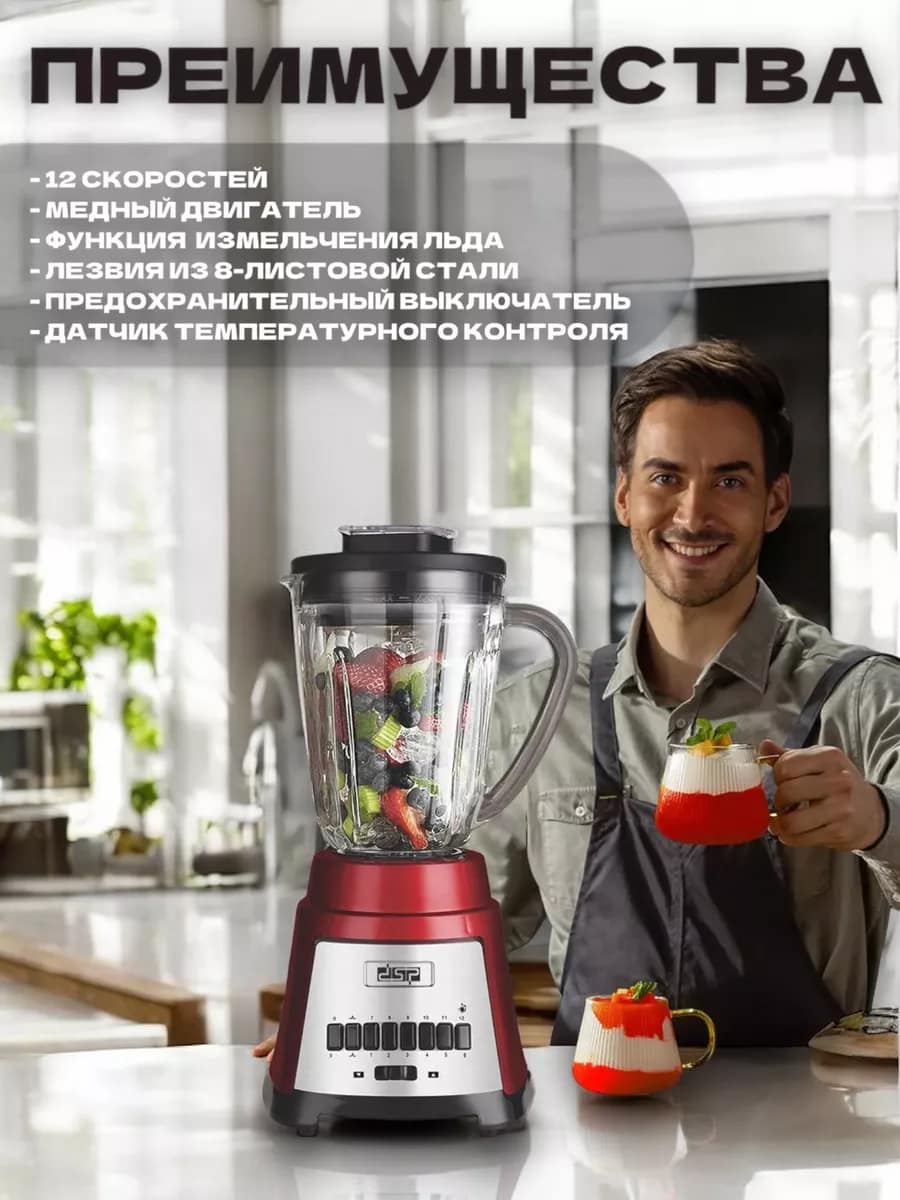 ПРЕИМУЩЕСТВА
- 12 СКОРОСТЕЙ
- МЕДНЫЙ ДВИГАТЕЛЬ
- ФУНКЦИЯ ИЗМЕЛЬЧЕНИЯ ЛЬДА
- ЛЕЗВИЯ ИЗ 8-ЛИСТОВОЙ СТАЛИ
- ПРЕДОХРАНИТЕЛЬНЫЙ ВЫКЛЮЧАТЕЛЬ
- ДАТЧИК ТЕМПЕРАТУРНОГО КОНТРОЛЯ
dsp